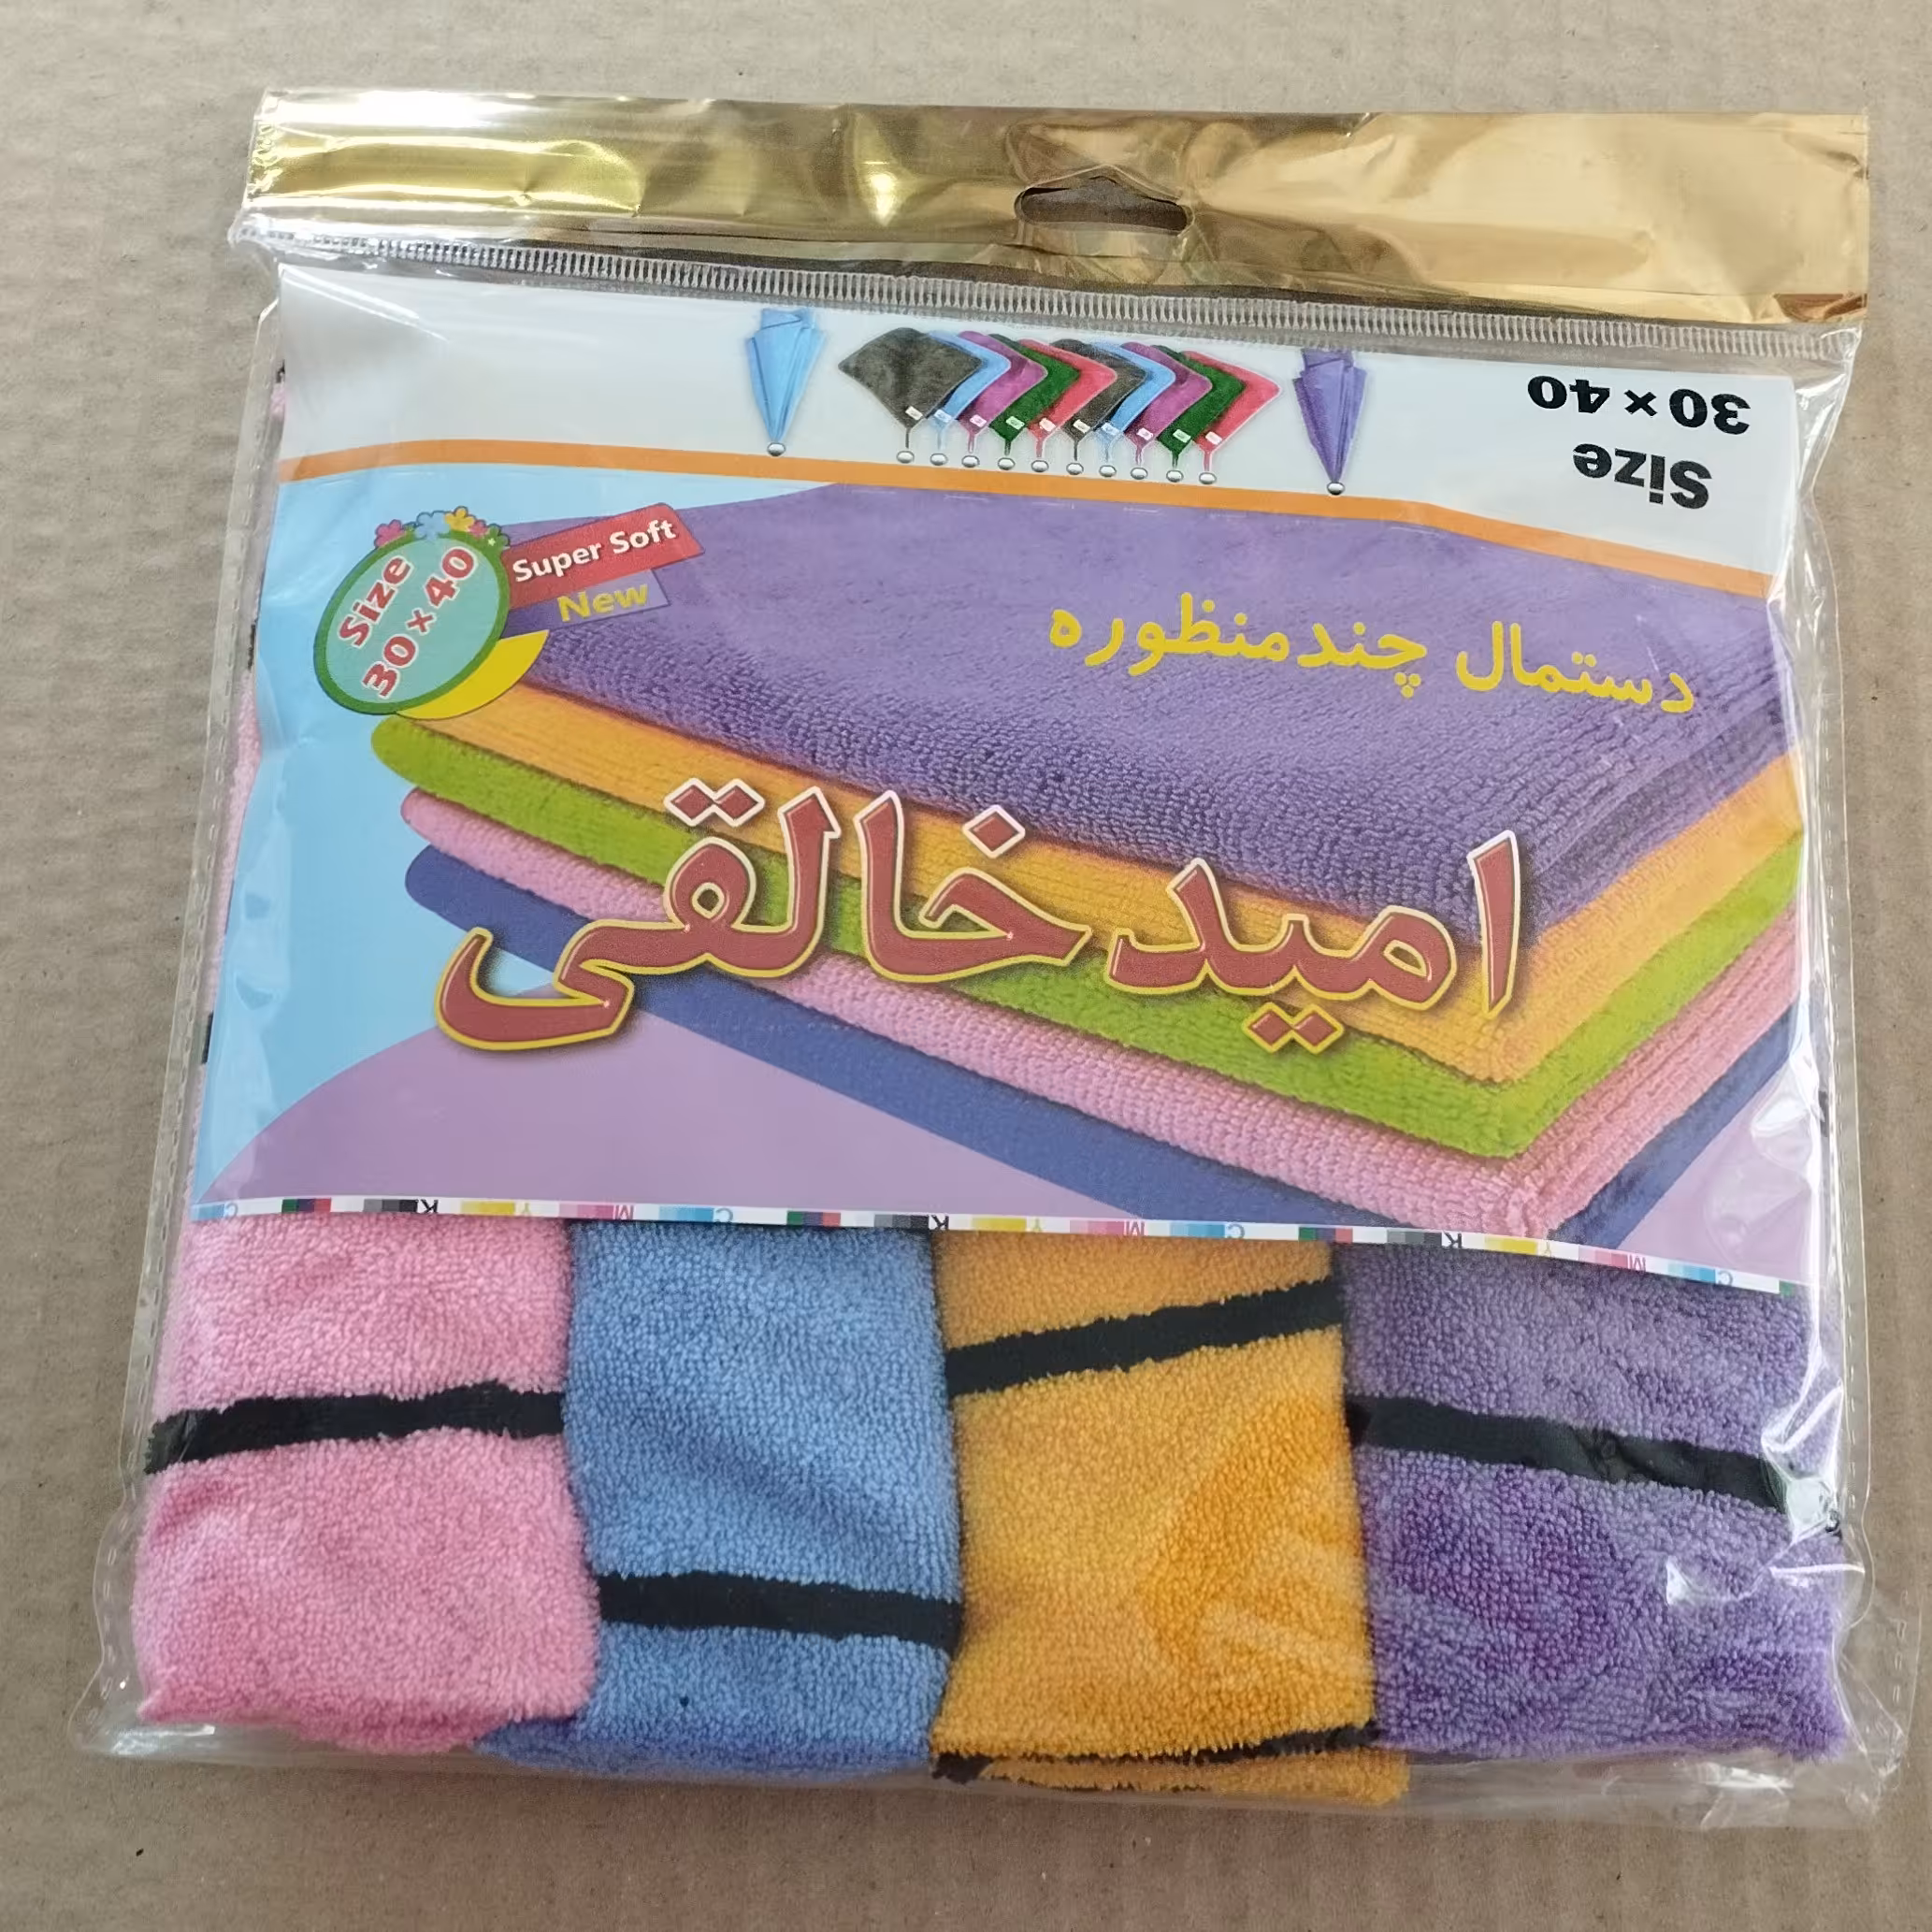 Size
30×40
Super Soft
New
Size
30×40
دستمال چندمنظوره
امید خالقی
C K Y M C K Y M C K Y M C